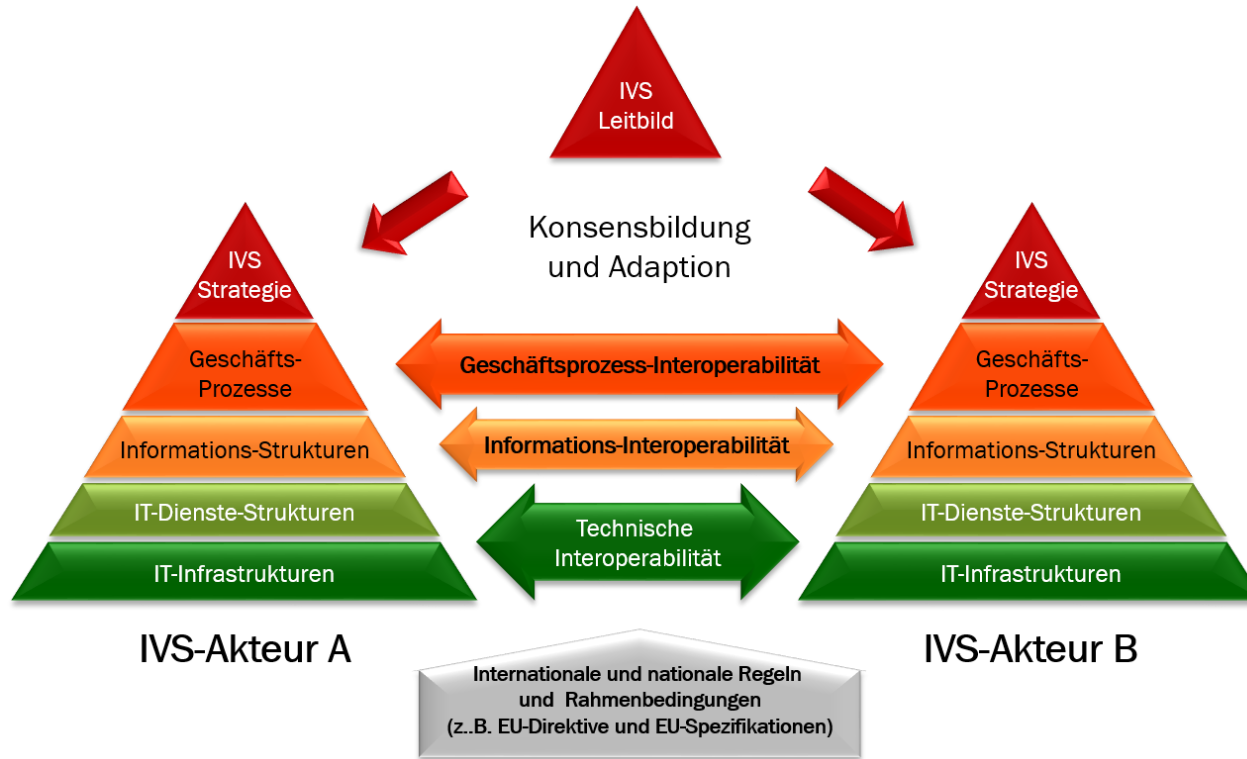 IVS
Leitbild
Konsensbildung
und Adaption
IVS
Strategie
Geschäfts-
Prozesse
Informations-Strukturen
IT-Dienste-Strukturen
IT-Infrastrukturen
IVS-Akteur A
Geschäftsprozess-Interoperabilität
Informations-Interoperabilität
Technische
Interoperabilität
IVS
Strategie
Geschäfts-
Prozesse
Informations-Strukturen
IT-Dienste-Strukturen
IT-Infrastrukturen
IVS-Akteur B
Internationale und nationale Regeln
und Rahmenbedingungen
(z..B. EU-Direktive und EU-Spezifikationen)